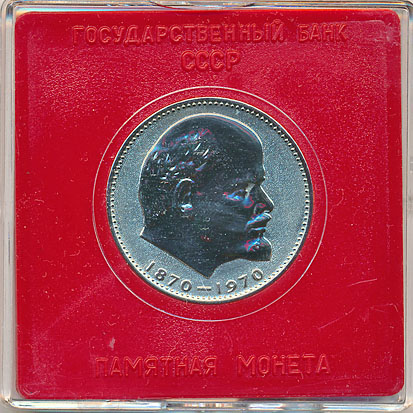 ГОСУДАРСТВЕННЫЙ БАНК
СССР
1870–1970
ПАМЯТНАЯ МОНЕТА